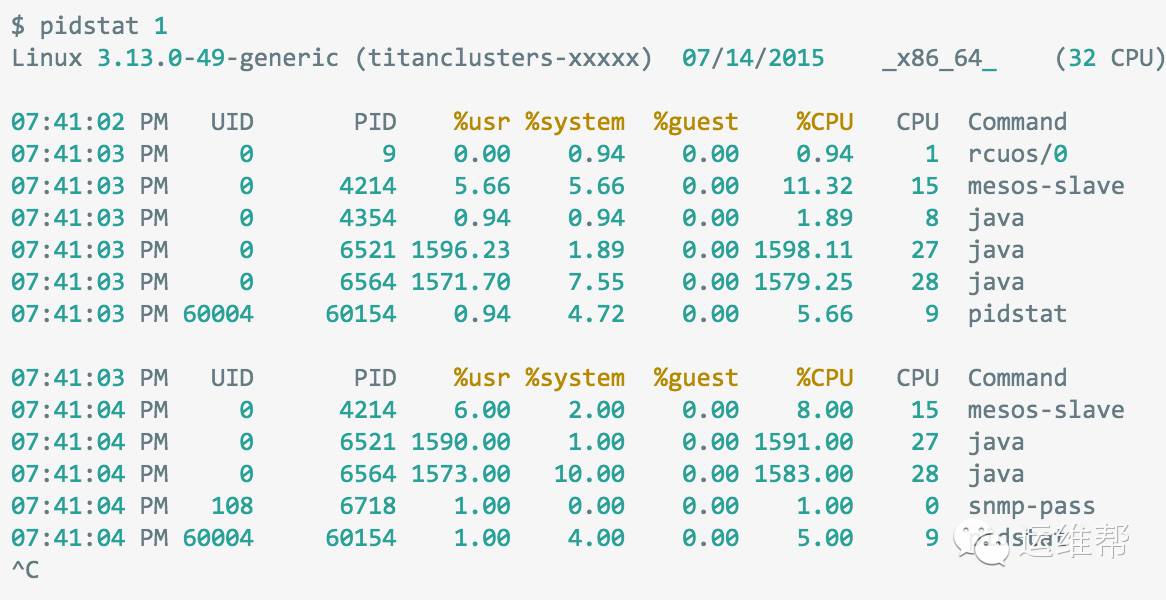 $ pidstat 1
Linux 3.13.0-49-generic (titanclusters-xxxxx)  07/14/2015    _x86_64_    (32 CPU)
07:41:02 PM   UID       PID    %usr %system  %guest    %CPU   CPU  Command
07:41:03 PM     0         9    0.00    0.94    0.00    0.94     1  rcuos/0
07:41:03 PM     0      4214    5.66    5.66    0.00   11.32    15  mesos-slave
07:41:03 PM     0      4354    0.94    0.94    0.00    1.89     8  java
07:41:03 PM     0      6521 1596.23    1.89    0.00 1598.11    27  java
07:41:03 PM     0      6564 1571.70    7.55    0.00 1579.25    28  java
07:41:03 PM 60004     60154    0.94    4.72    0.00    5.66     9  pidstat
07:41:03 PM   UID       PID    %usr %system  %guest    %CPU   CPU  Command
07:41:04 PM     0      4214    6.00    2.00    0.00    8.00    15  mesos-slave
07:41:04 PM     0      6521 1590.00    1.00    0.00 1591.00    27  java
07:41:04 PM     0      6564 1573.00   10.00    0.00 1583.00    28  java
07:41:04 PM   108      6718    1.00    0.00    0.00    1.00     0  snmp-pass
07:41:04 PM 60004     60154    1.00    4.00    0.00    5.00     9  pidstat
运维帮
^C